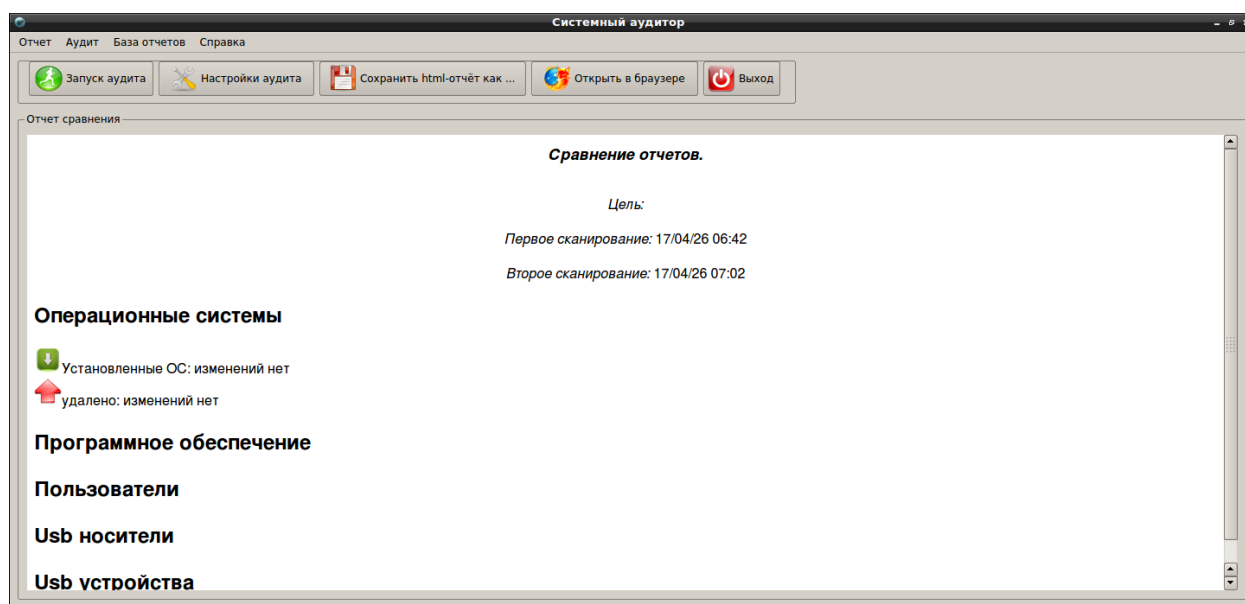 Системный аудитор
Отчет Аудит База отчетов Справка
Запуск аудита Настройки аудита Сохранить html-отчёт как ... Открыть в браузере Выход
Отчет сравнения
Сравнение отчетов.
Цель:
Первое сканирование: 17/04/26 06:42
Второе сканирование: 17/04/26 07:02
Операционные системы
Установленные ОС: изменений нет
удалено: изменений нет
Программное обеспечение
Пользователи
Usb носители
Usb устройства